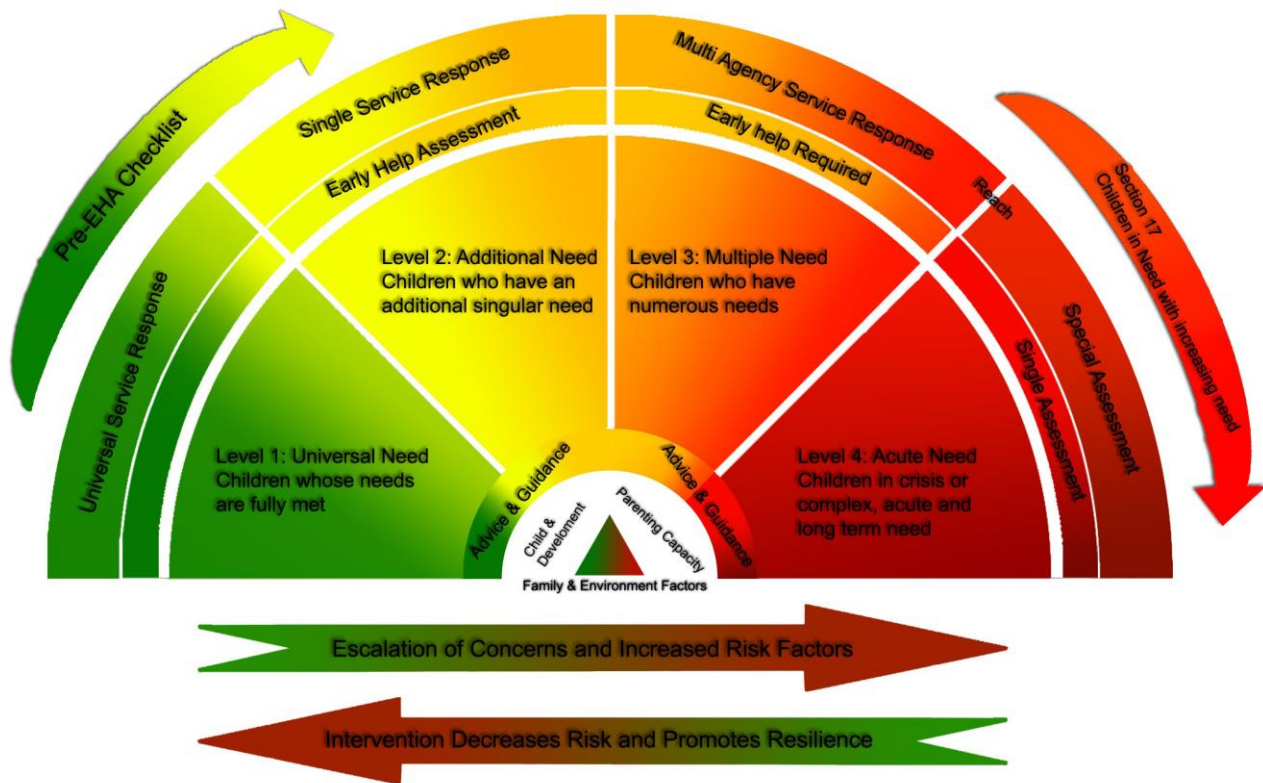 Pre-EHA Checklist
Universal Service Response
Single Service Response
Early Help Assessment
Multi Agency Service Response
Early help Required
Reach
Section 17
Children in Need with increasing need
Special Assessment
Single Assessment
Level 1: Universal Need
Children whose needs
are fully met
Level 2: Additional Need
Children who have an
additional singular need
Level 3: Multiple Need
Children who have
numerous needs
Level 4: Acute Need
Children in crisis or
complex, acute and
long term need
Advice & Guidance
Advice & Guidance
Child &
Develoment
Parenting Capacity
Family & Environment Factors
Escalation of Concerns and Increased Risk Factors
Intervention Decreases Risk and Promotes Resilience